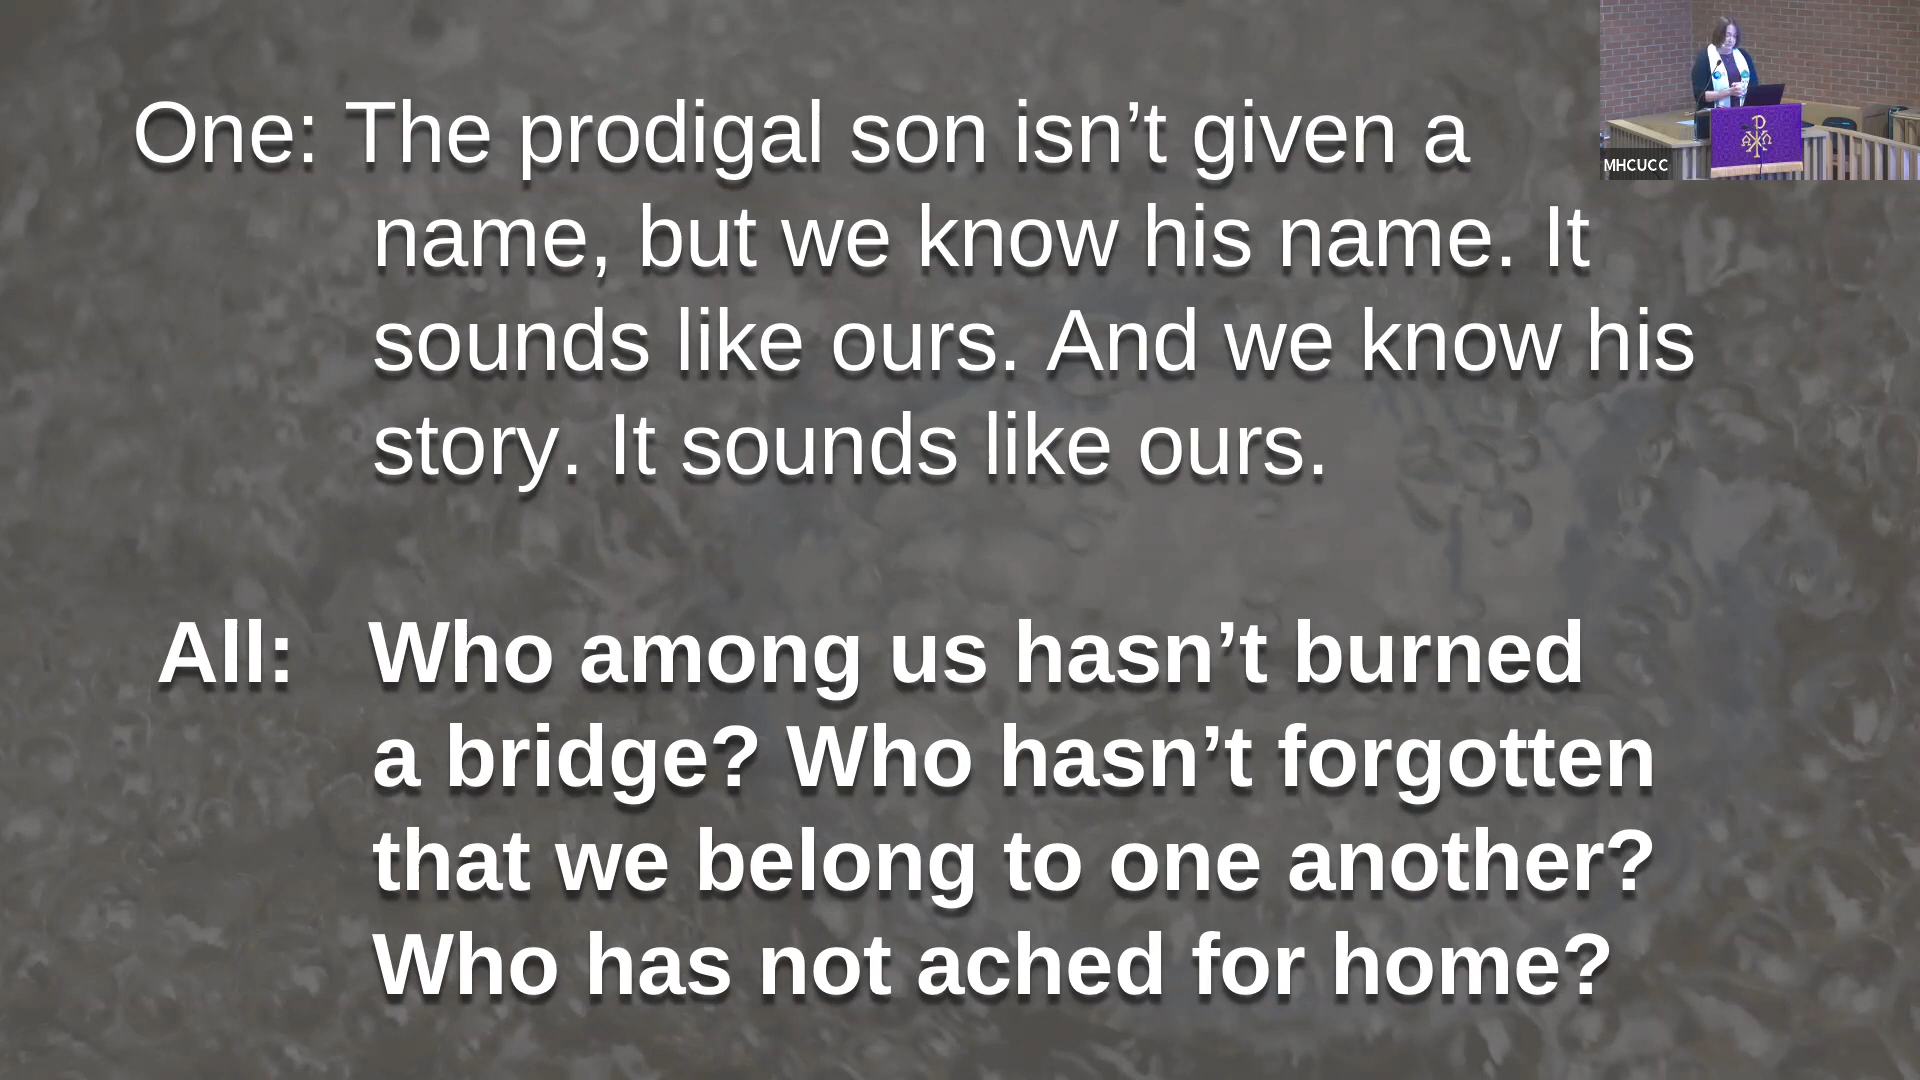 One: The prodigal son isn’t given a
name, but we know his name. It
sounds like ours. And we know his
story. It sounds like ours.
All: Who among us hasn’t burned
a bridge? Who hasn’t forgotten
that we belong to one another?
Who has not ached for home?
MHCUCC